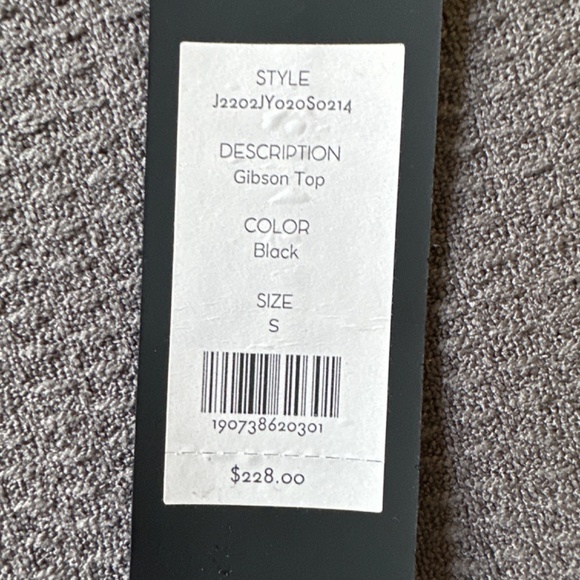 STYLE
J2202JY020S0214
DESCRIPTION
Gibson Top
COLOR
Black
SIZE
S
190738620301
$228.00